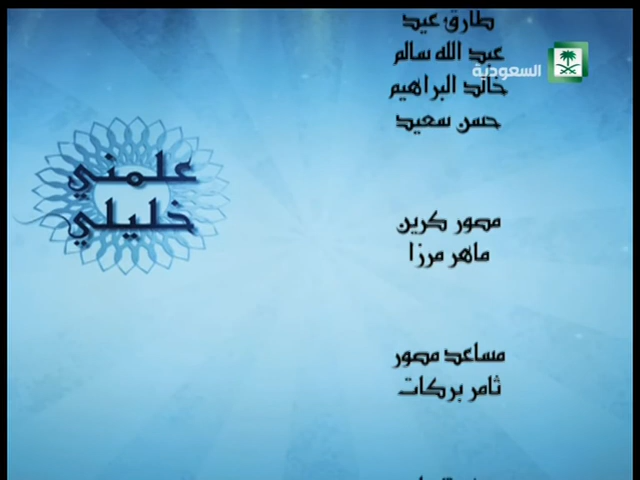 طارق عيد
عبد الله سالم
خالد البراهيم
حسن سعيد
السعودية
علمني
خليلي
مصور كرين
ماهر مرزا
مساعد مصور
ثامر بركات